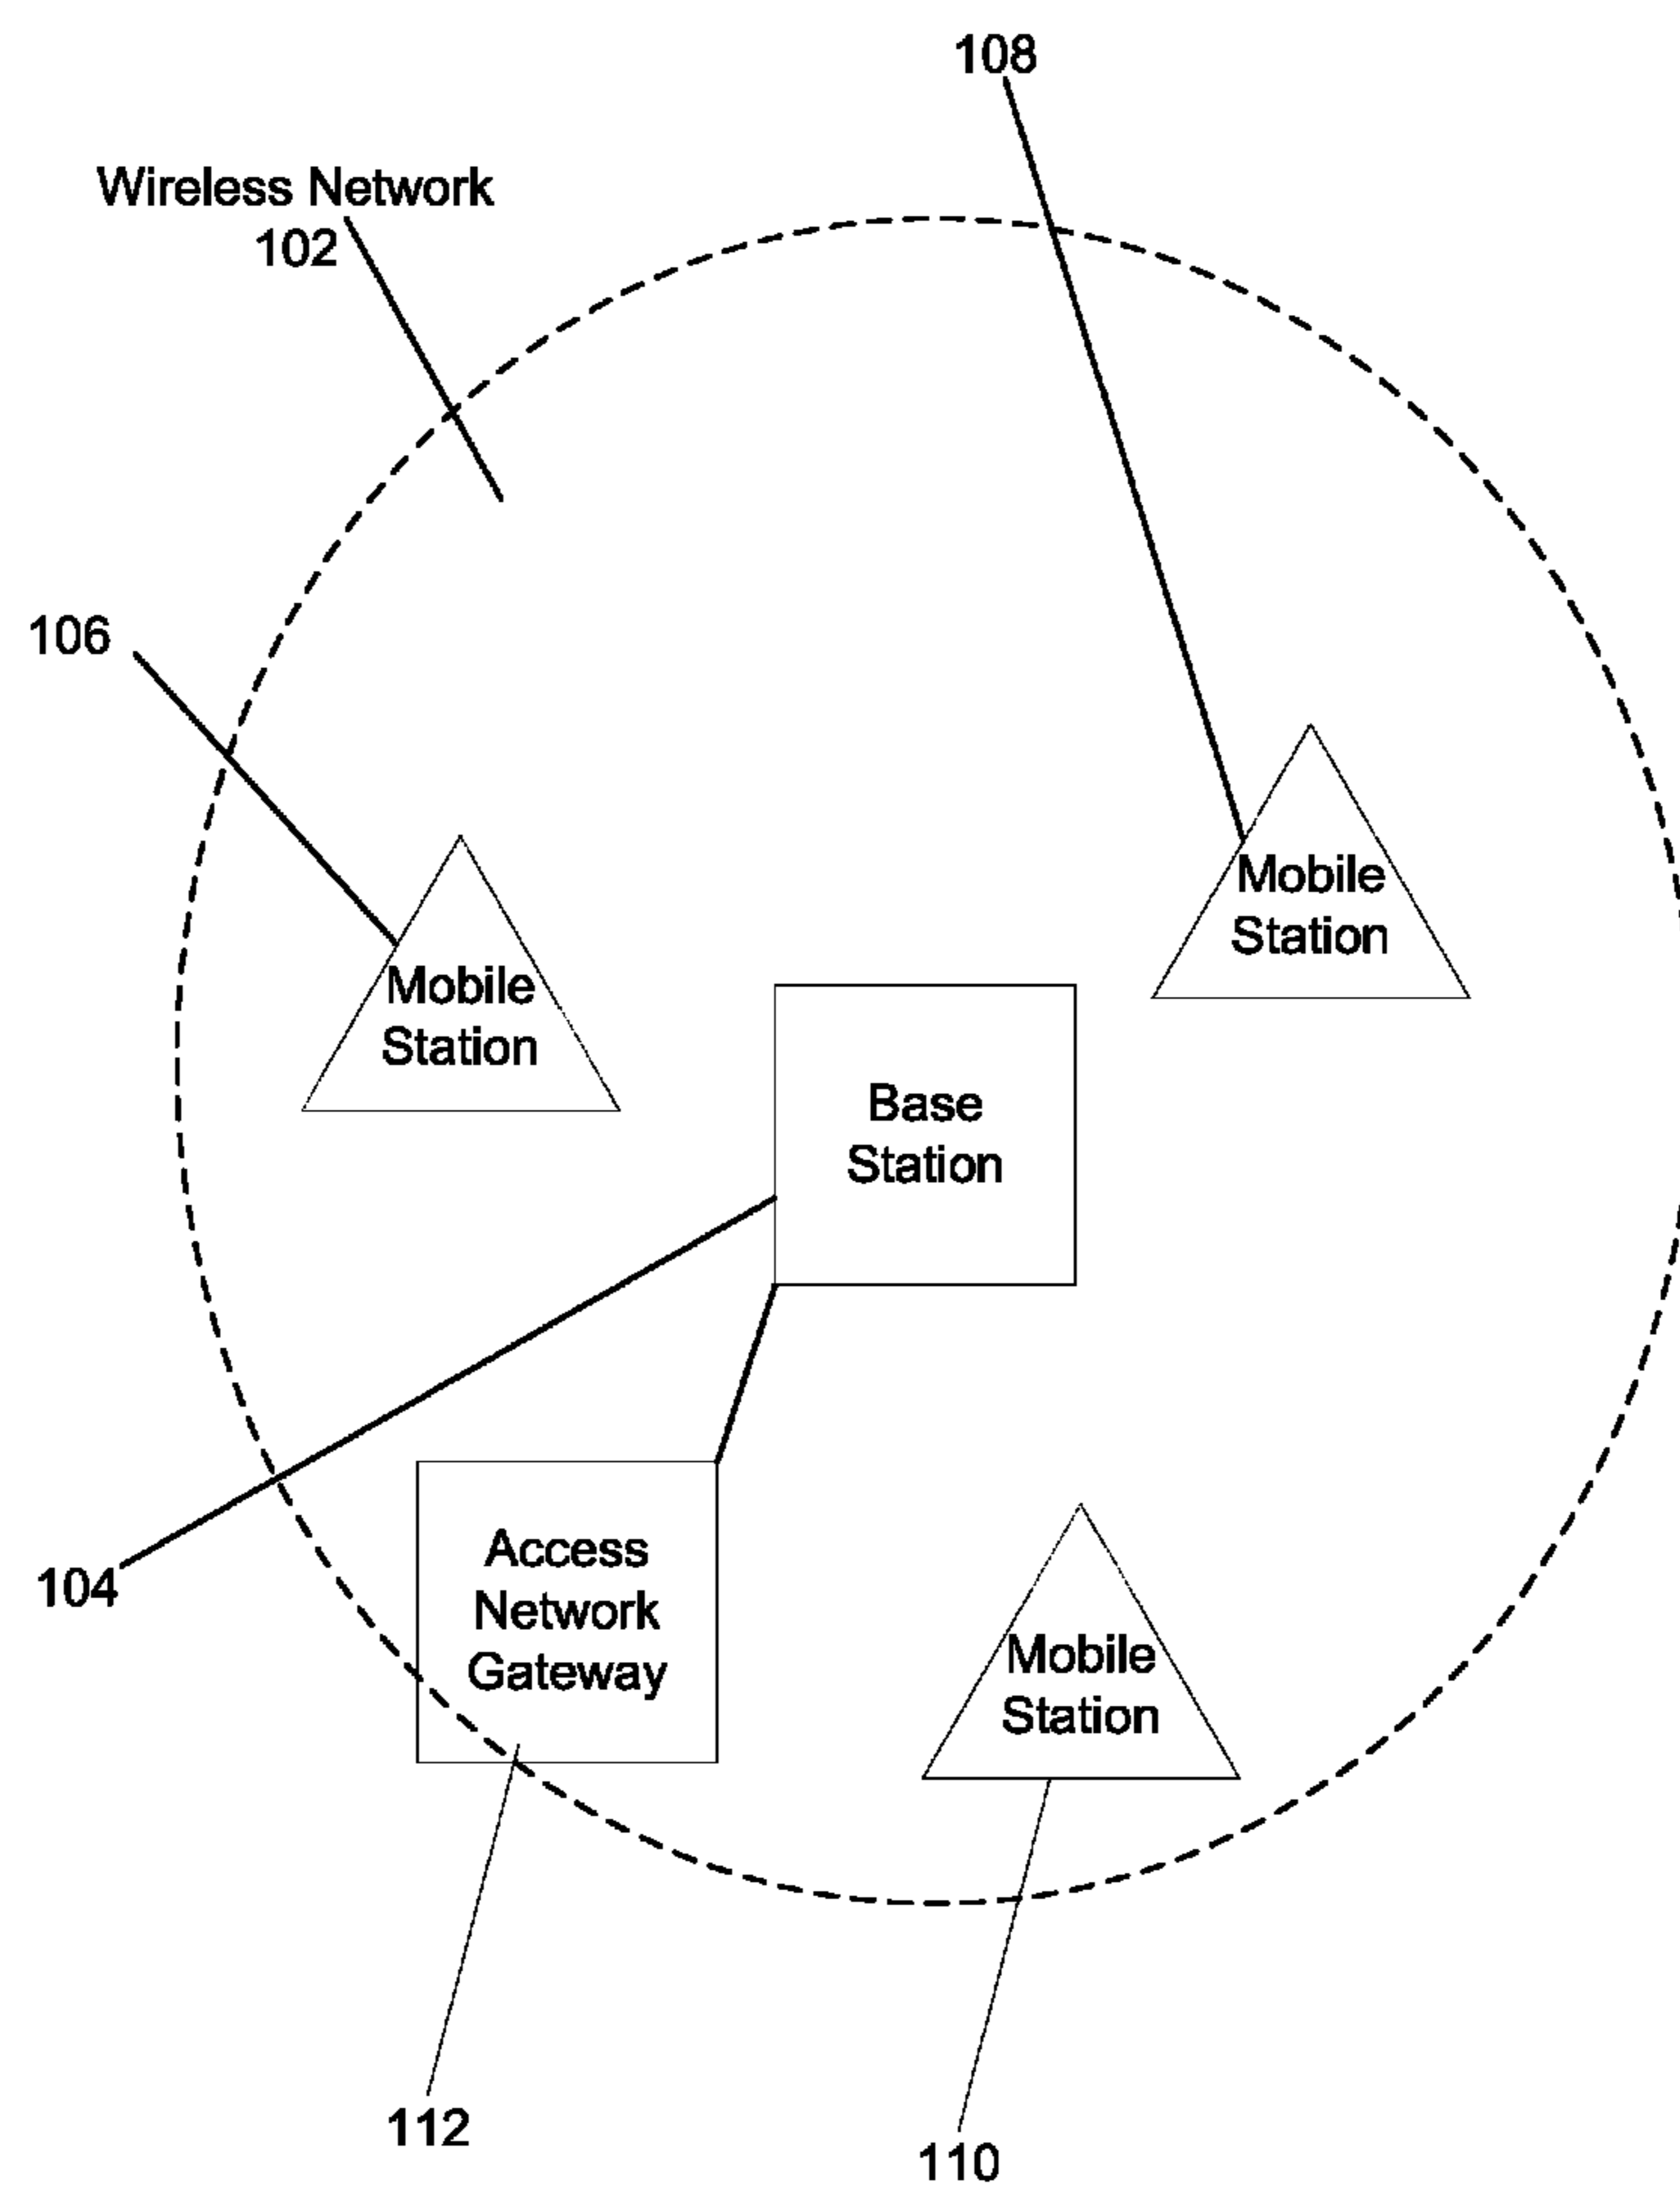 108
Wireless Network
102
106
Mobile
Station
Mobile
Station
Base
Station
104
Access
Network
Gateway
Mobile
Station
112
110